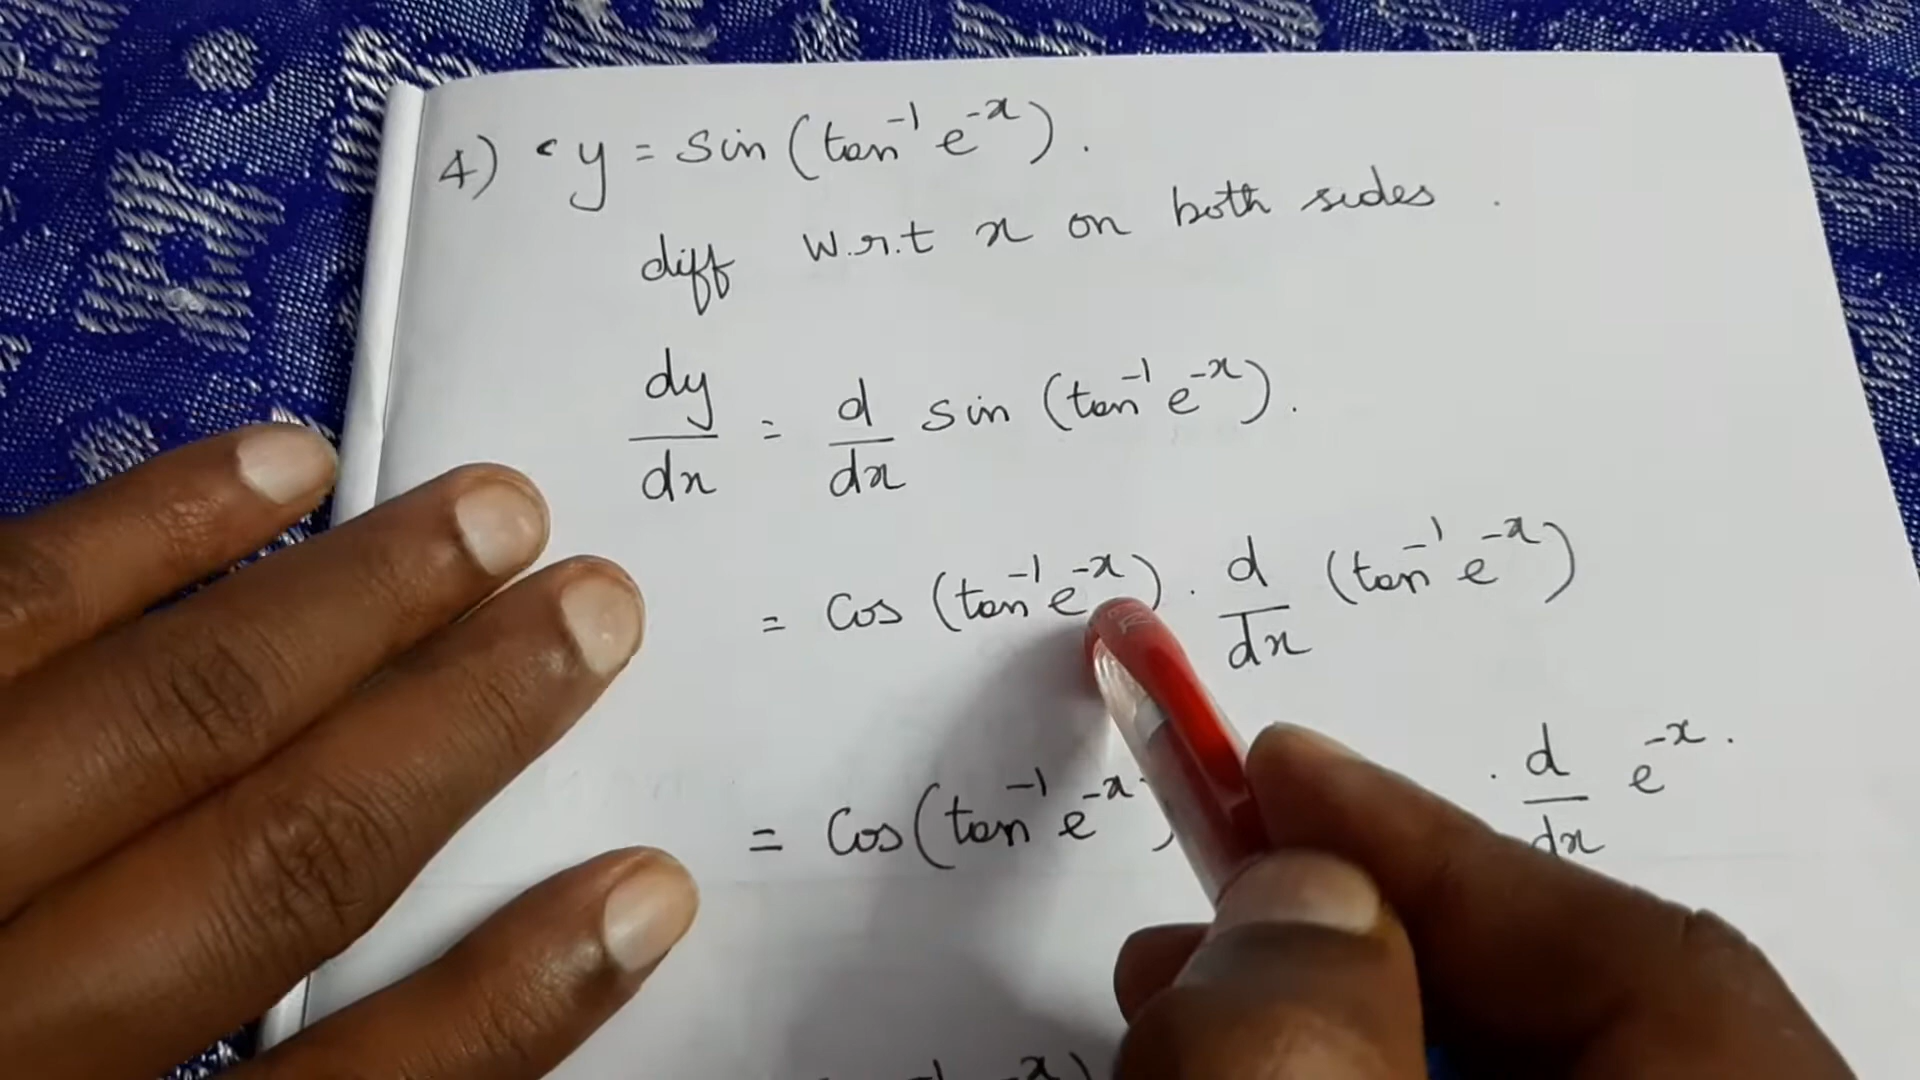 4) y = sin (tan⁻¹ e⁻ˣ).
diff w.r.t x on both sides.
dy/dx = d/dx sin (tan⁻¹ e⁻ˣ).
= cos (tan⁻¹ e⁻ˣ) . d/dx (tan⁻¹ e⁻ˣ)
= cos (tan⁻¹ e⁻ˣ) . d/dx e⁻ˣ.
-1 -x)